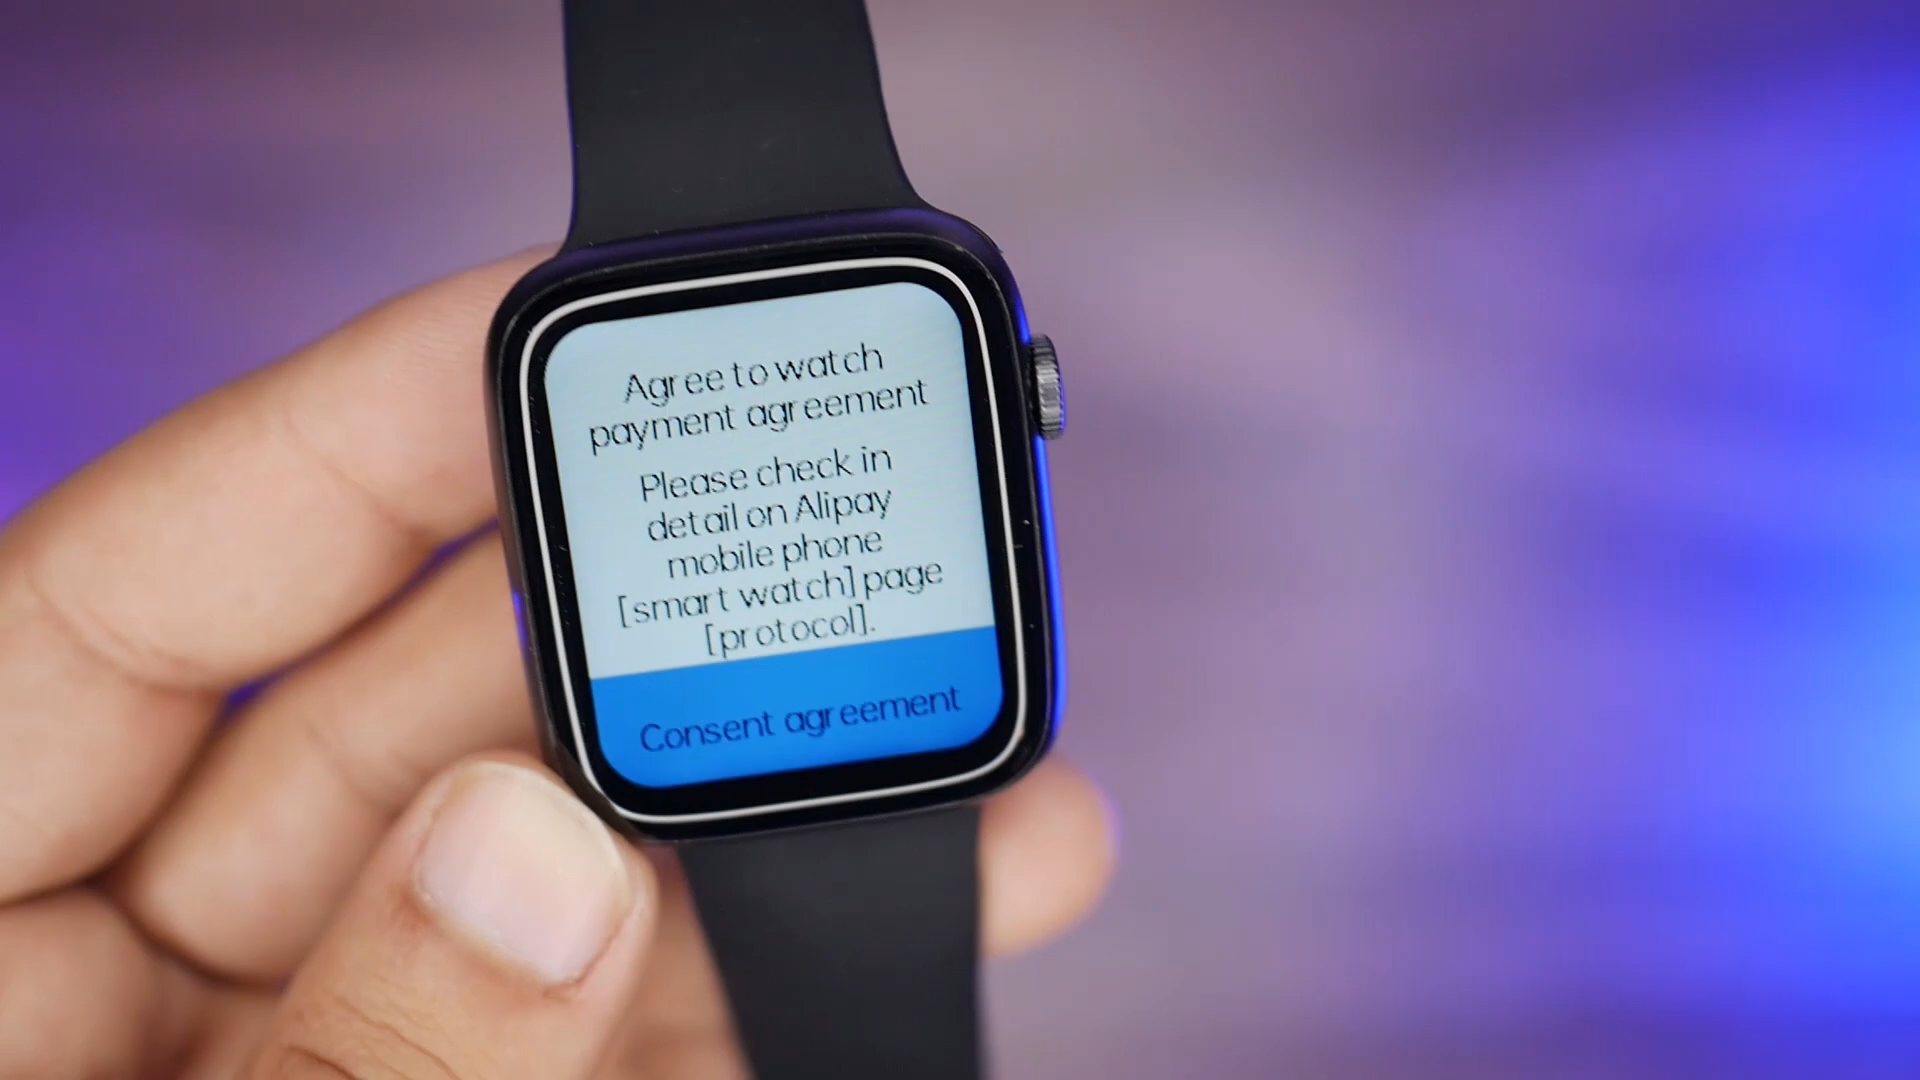 Agree to watch
payment agreement
Please check in
detail on Alipay
mobile phone
[smart watch] page
[protocol].
Consent agreement